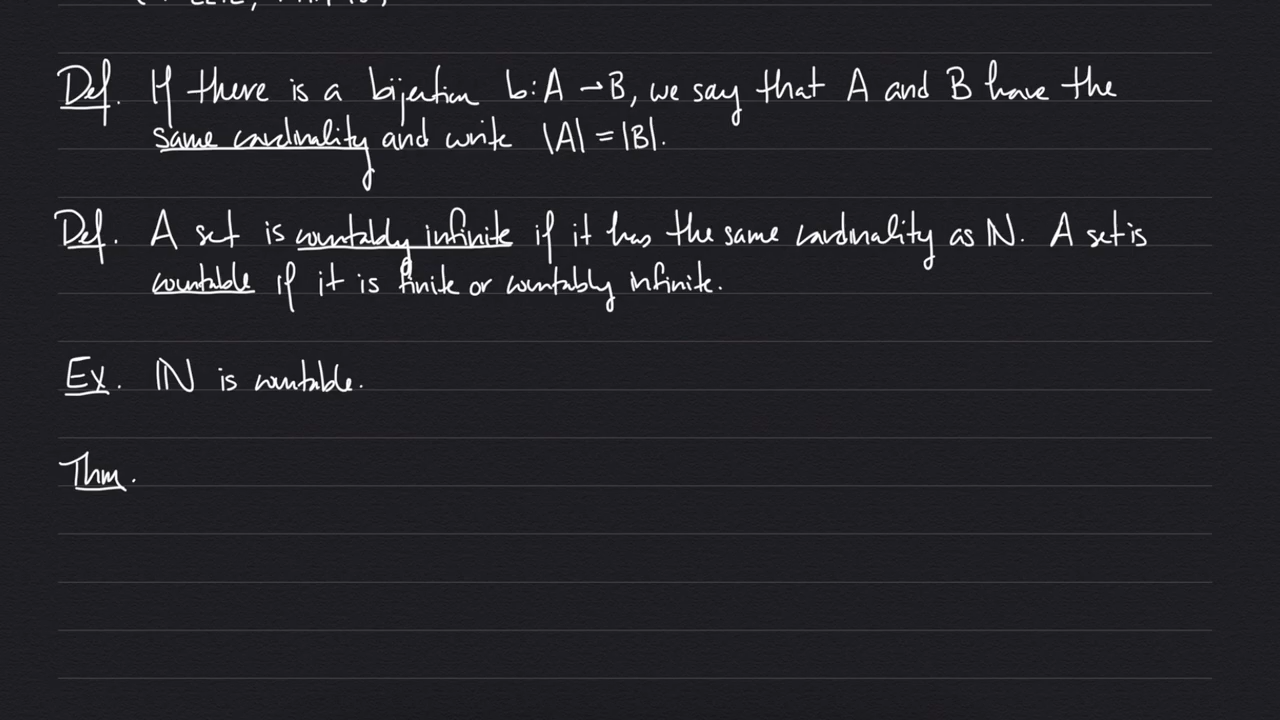 Def. If there is a bijection b: A → B, we say that A and B have the
same cardinality and write |A| = |B|.
Def. A set is countably infinite if it has the same cardinality as ℕ. A set is
countable if it is finite or countably infinite.
Ex. ℕ is countable.
Thm.